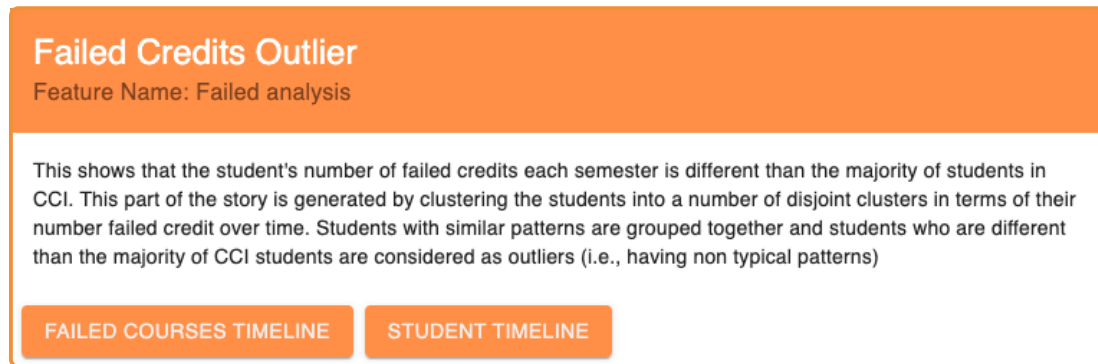 Failed Credits Outlier
Feature Name: Failed analysis
This shows that the student's number of failed credits each semester is different than the majority of students in
CCI. This part of the story is generated by clustering the students into a number of disjoint clusters in terms of their
number failed credit over time. Students with similar patterns are grouped together and students who are different
than the majority of CCI students are considered as outliers (i.e., having non typical patterns)
FAILED COURSES TIMELINE STUDENT TIMELINE